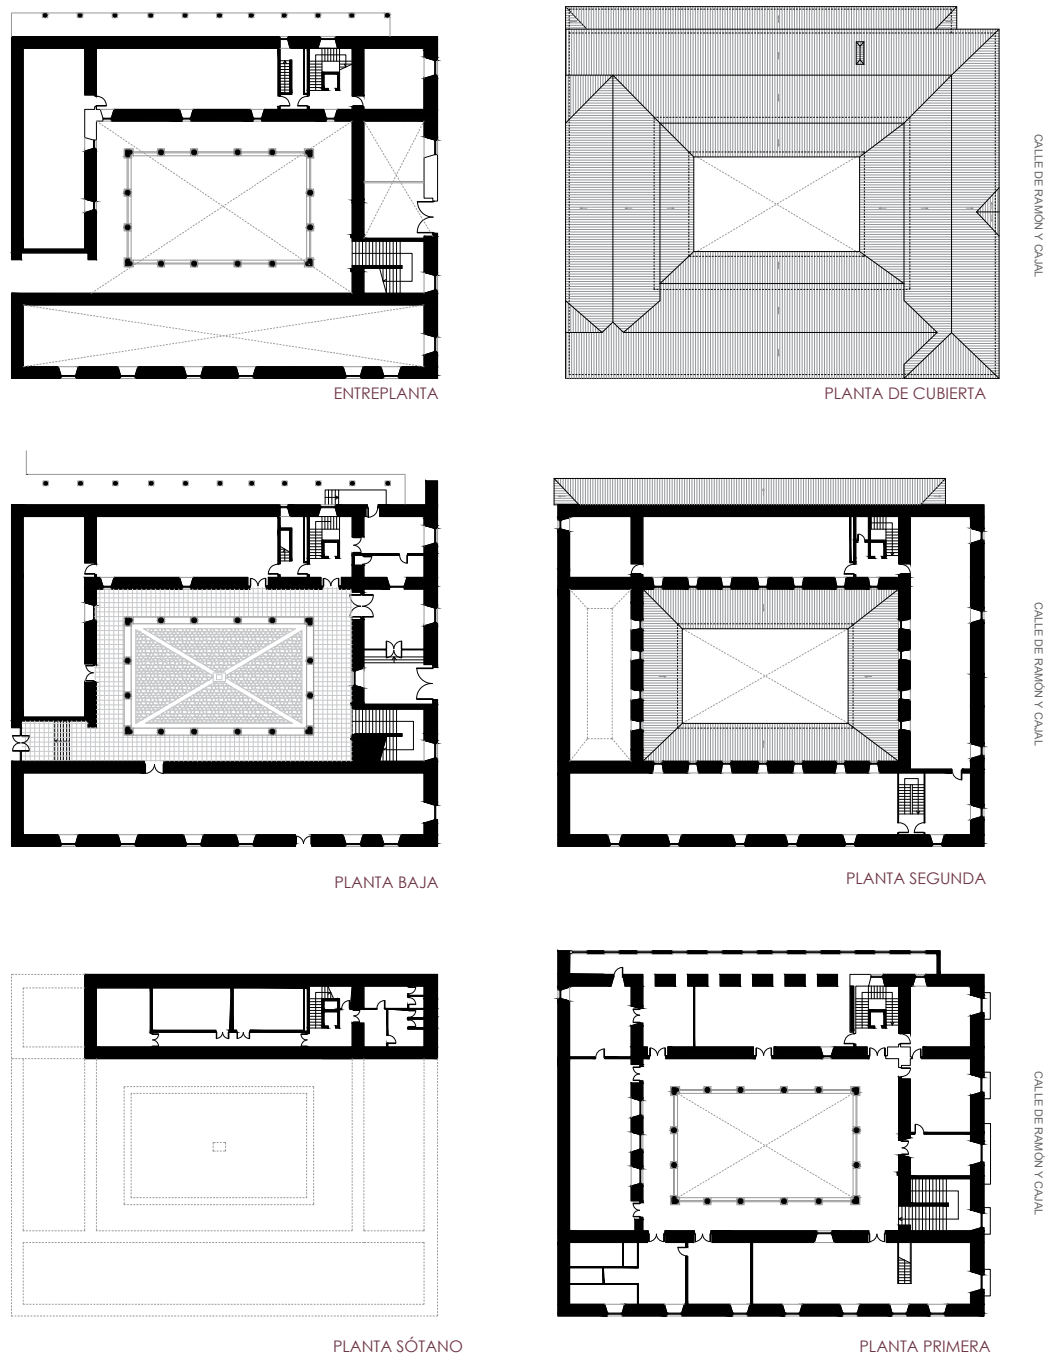 CALLE DE RAMÓN Y CAJAL
ENTREPLANTA
PLANTA DE CUBIERTA
CALLE DE RAMÓN Y CAJAL
PLANTA BAJA
PLANTA SEGUNDA
CALLE DE RAMÓN Y CAJAL
PLANTA SÓTANO
PLANTA PRIMERA